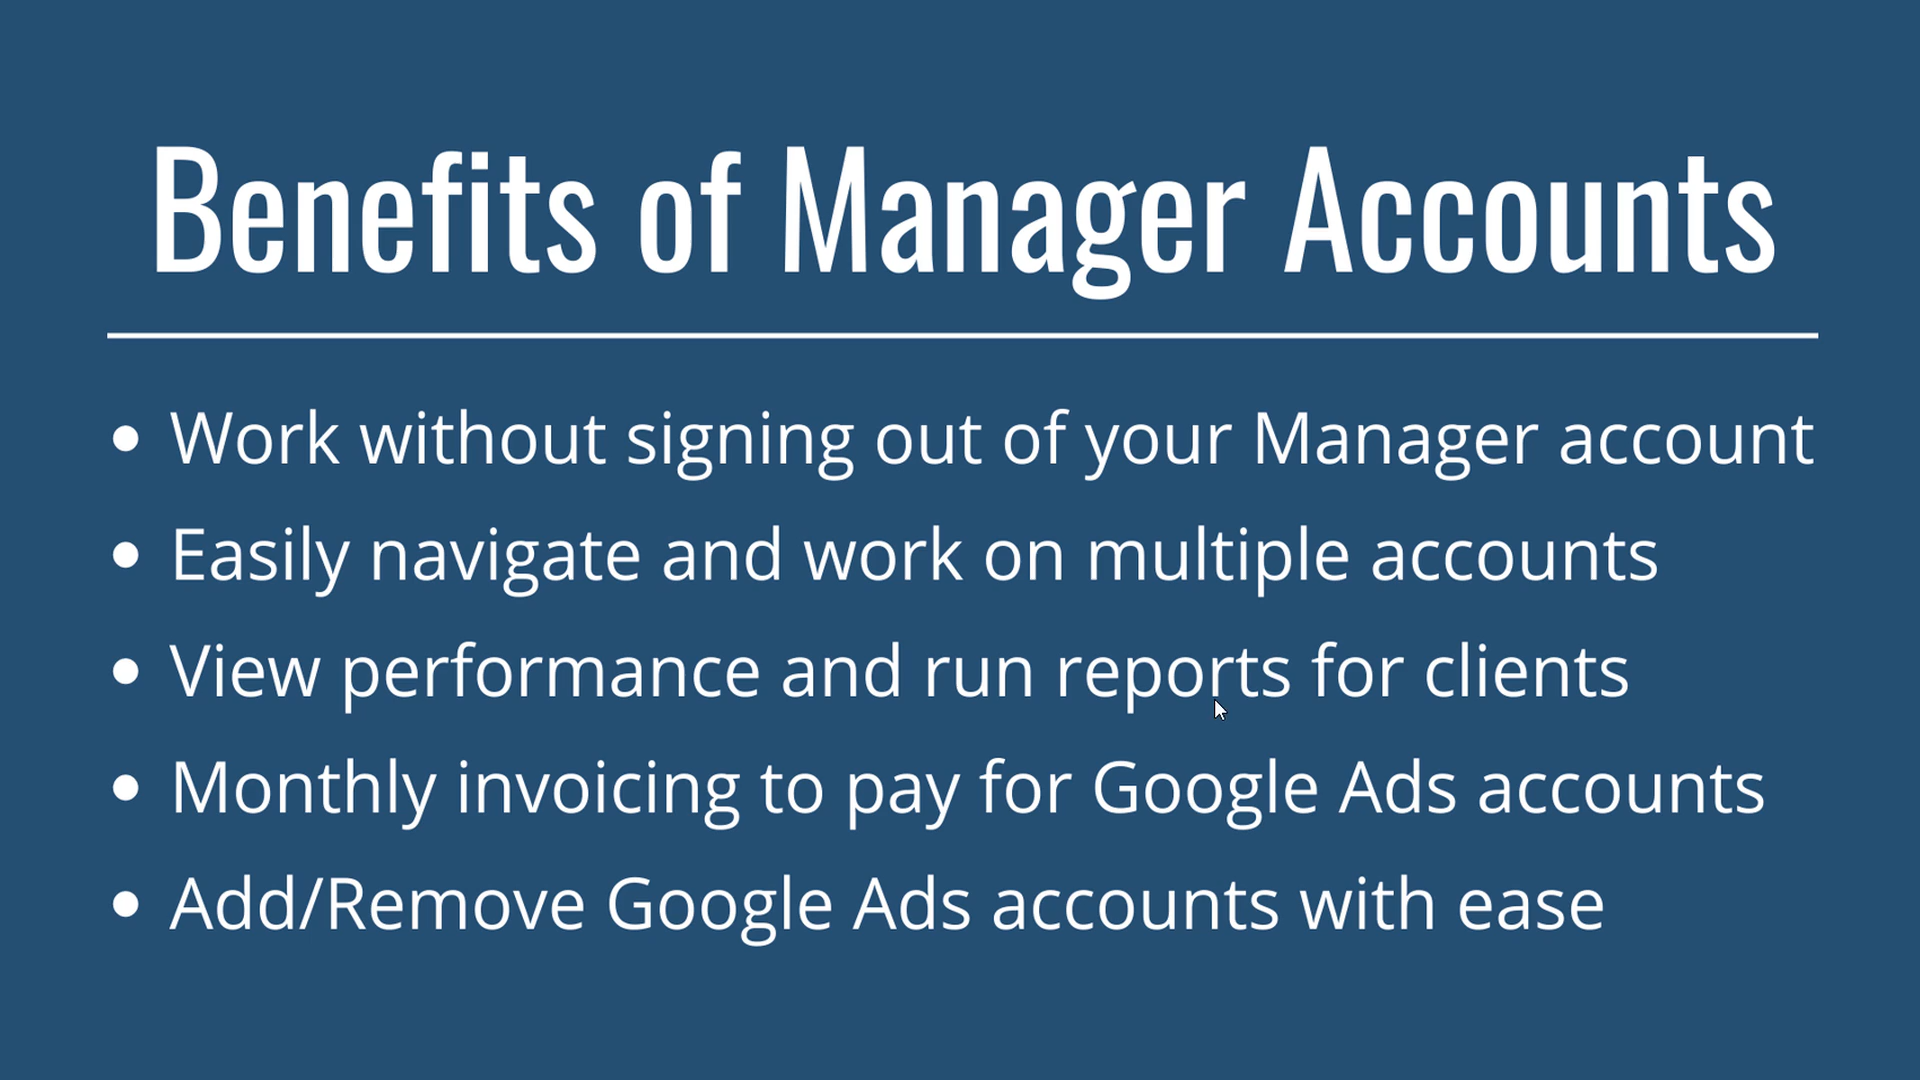 Benefits of Manager Accounts
• Work without signing out of your Manager account
• Easily navigate and work on multiple accounts
• View performance and run reports for clients
• Monthly invoicing to pay for Google Ads accounts
• Add/Remove Google Ads accounts with ease